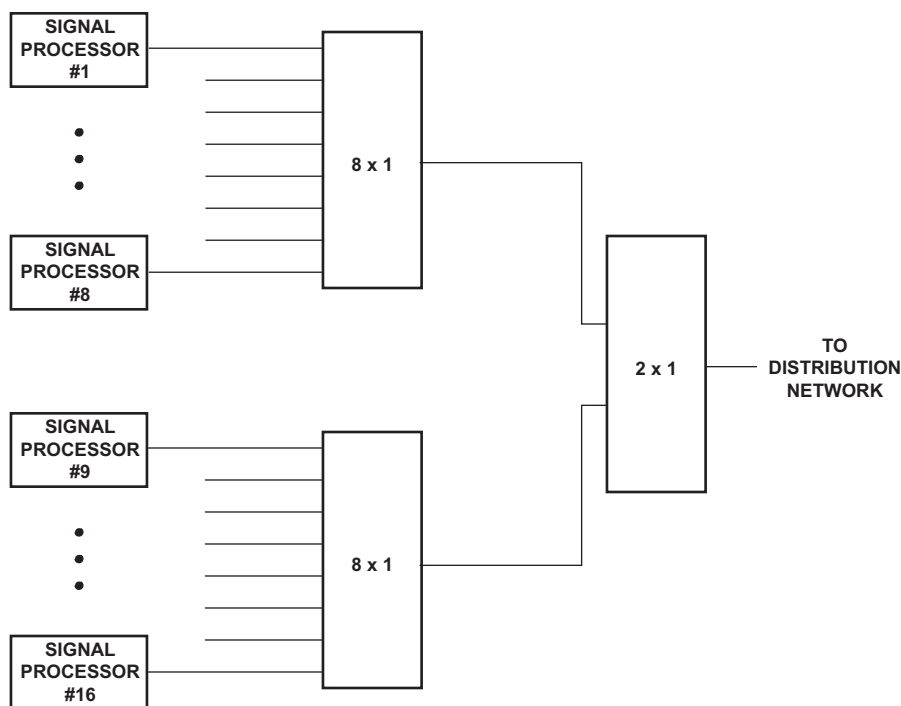 SIGNAL
PROCESSOR
#1
8 x 1
SIGNAL
PROCESSOR
#8
2 x 1
TO
DISTRIBUTION
NETWORK
SIGNAL
PROCESSOR
#9
8 x 1
SIGNAL
PROCESSOR
#16